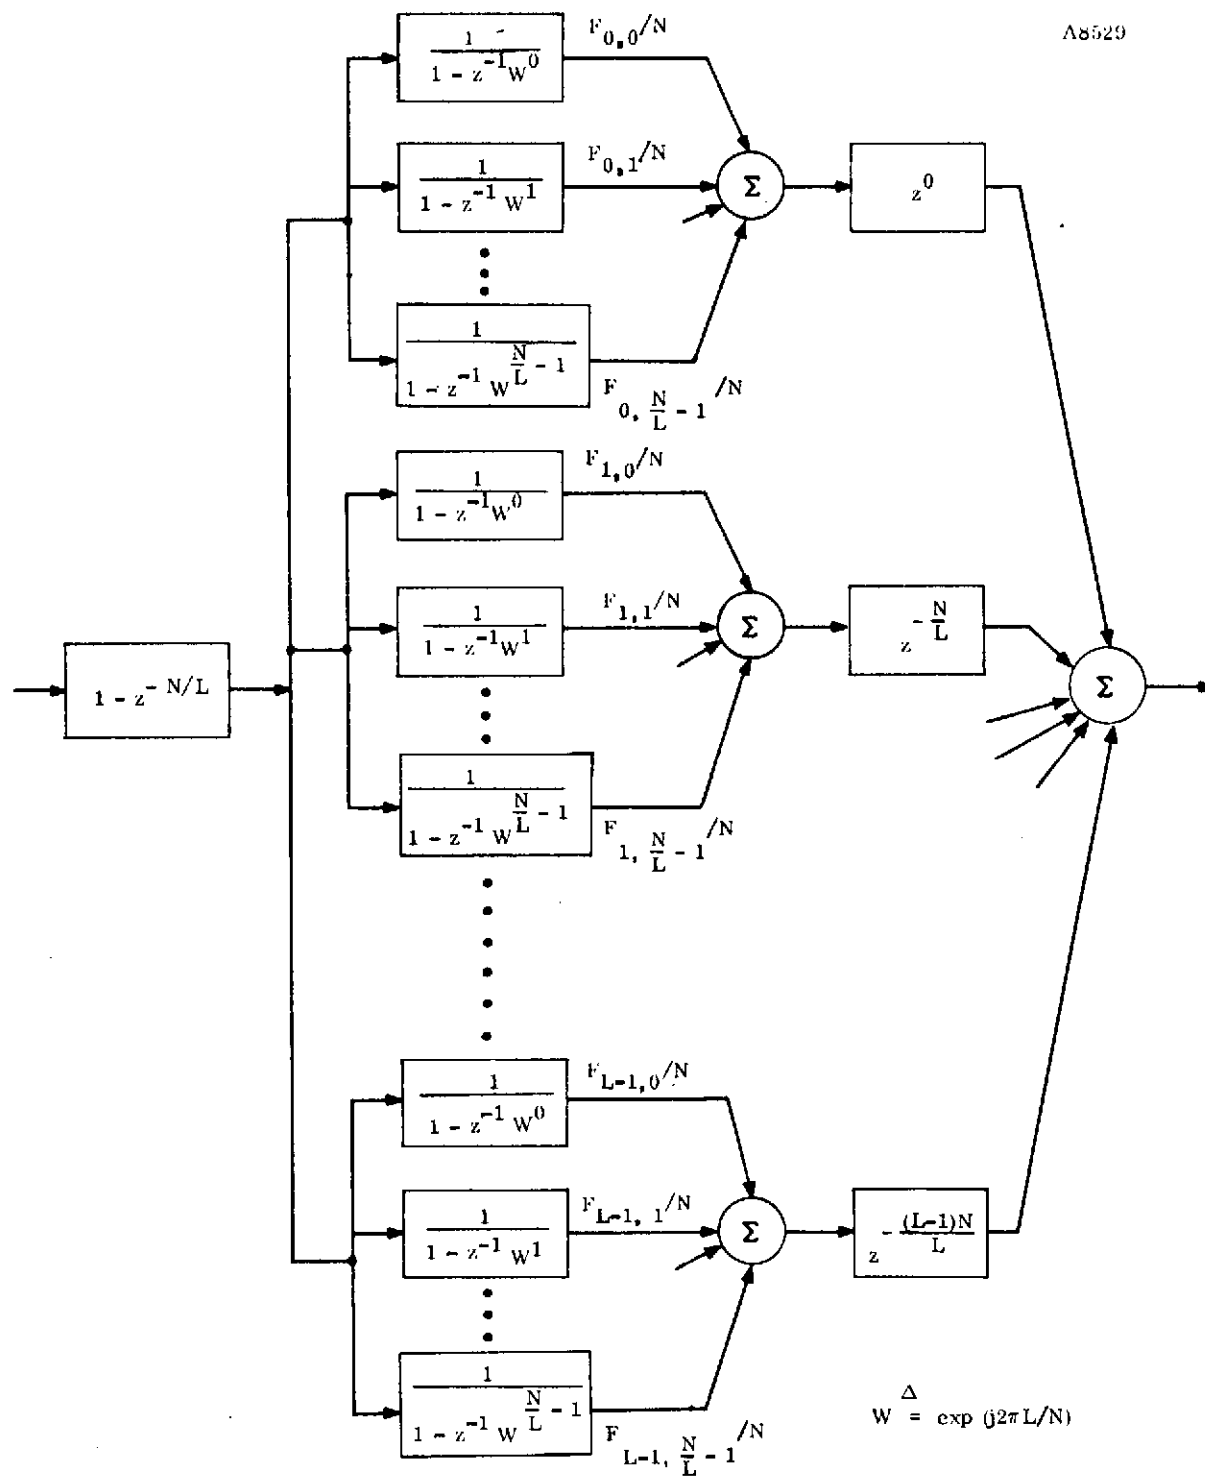 A8529
1
1 - z^-1 W^0
F_0,0/N
1
1 - z^-1 W^1
F_0,1/N
Σ
z^0
1
1 - z^-1 W^(N/L - 1)
F_0, N/L - 1/N
1
1 - z^-1 W^0
F_1,0/N
1
1 - z^-1 W^1
F_1,1/N
Σ
z^-N/L
1 - z^- N/L
Σ
1
1 - z^-1 W^(N/L - 1)
F_1, N/L - 1/N
1
1 - z^-1 W^0
F_L-1,0/N
1
1 - z^-1 W^1
F_L-1, 1/N
Σ
z^-(L-1)N/L
1
1 - z^-1 W^(N/L - 1)
F_L-1, N/L - 1/N
W ≜ exp (j2πL/N)